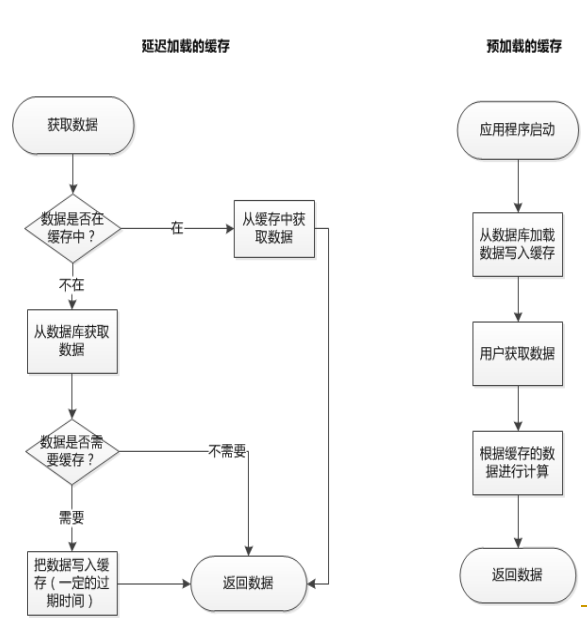 延迟加载的缓存
获取数据
数据是否在
缓存中？
在
从缓存中获
取数据
不在
从数据库获取
数据
数据是否需
要缓存？
不需要
需要
把数据写入缓
存（一定的过
期时间）
返回数据
预加载的缓存
应用程序启动
从数据库加载
数据写入缓存
用户获取数据
根据缓存的数
据进行计算
返回数据